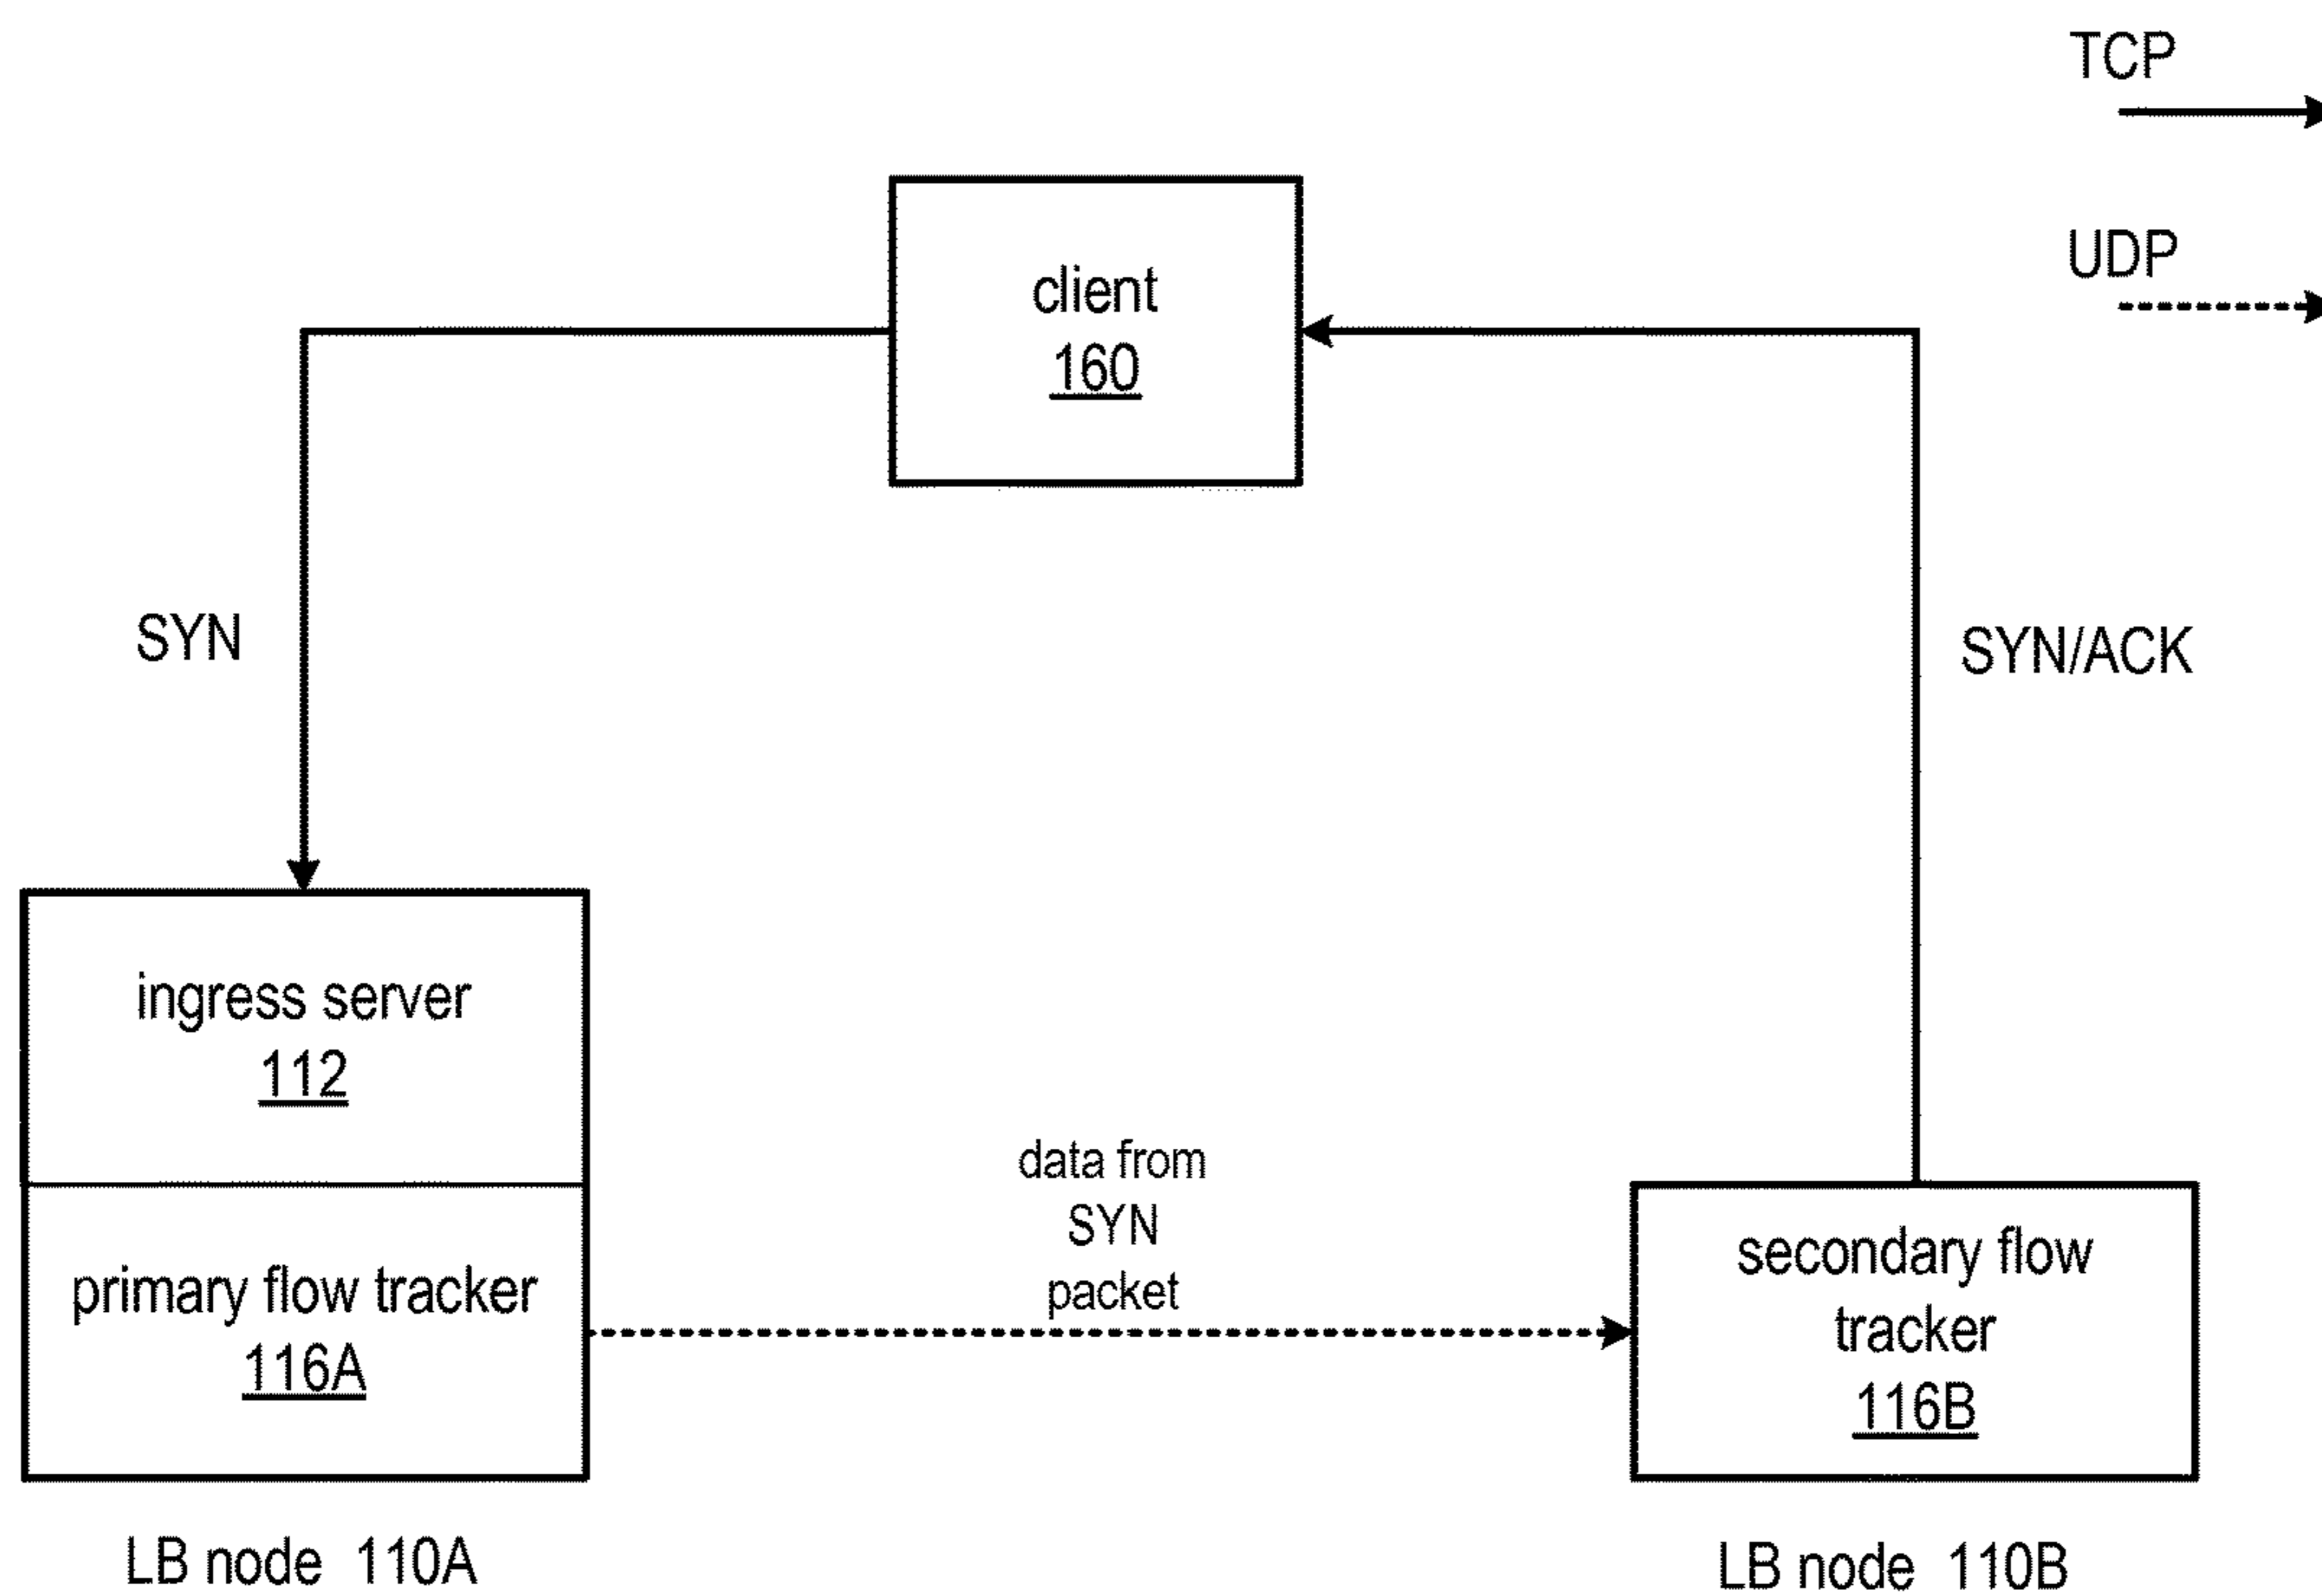 TCP
UDP
client
160
SYN
SYN/ACK
ingress server
112
primary flow tracker
116A
data from
SYN
packet
secondary flow
tracker
116B
LB node 110A
LB node 110B